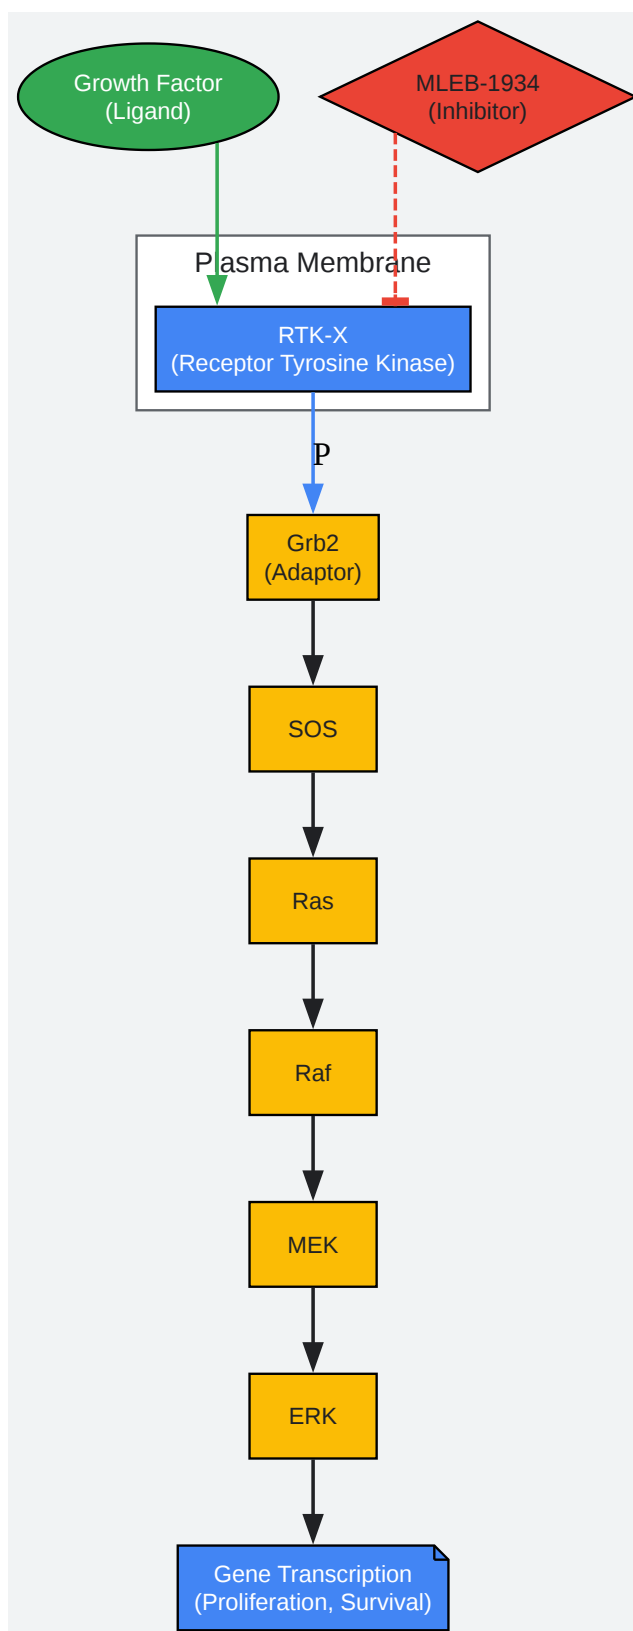 Growth Factor
(Ligand)
MLEB-1934
(Inhibitor)
Plasma Membrane
RTK-X
(Receptor Tyrosine Kinase)
P
Grb2
(Adaptor)
SOS
Ras
Raf
MEK
ERK
Gene Transcription
(Proliferation, Survival)